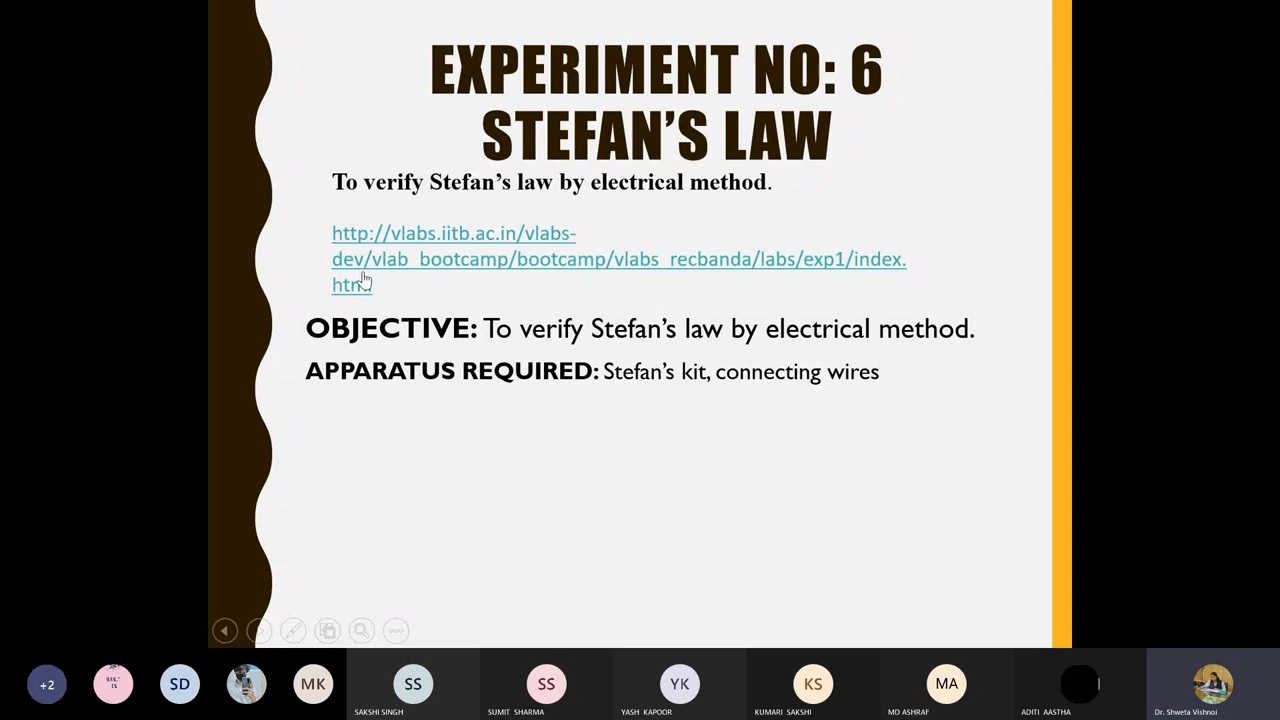 EXPERIMENT NO: 6
STEFAN'S LAW
To verify Stefan's law by electrical method.
http://vlabs.iitb.ac.in/vlabs-
dev/vlab_bootcamp/bootcamp/vlabs_recbanda/labs/exp1/index.
OBJECTIVE: To verify Stefan's law by electrical method.
APPARATUS REQUIRED: Stefan's kit, connecting wires
+2
SD
MK
SS
SS
YK
KS
MA
SAKSHI SINGH
SUMIT SHARMA
YASH KAPOOR
KUMARI SAKSHI
MD ASHRAF
ADITI AASTHA
Dr. Shweta Vishnoi